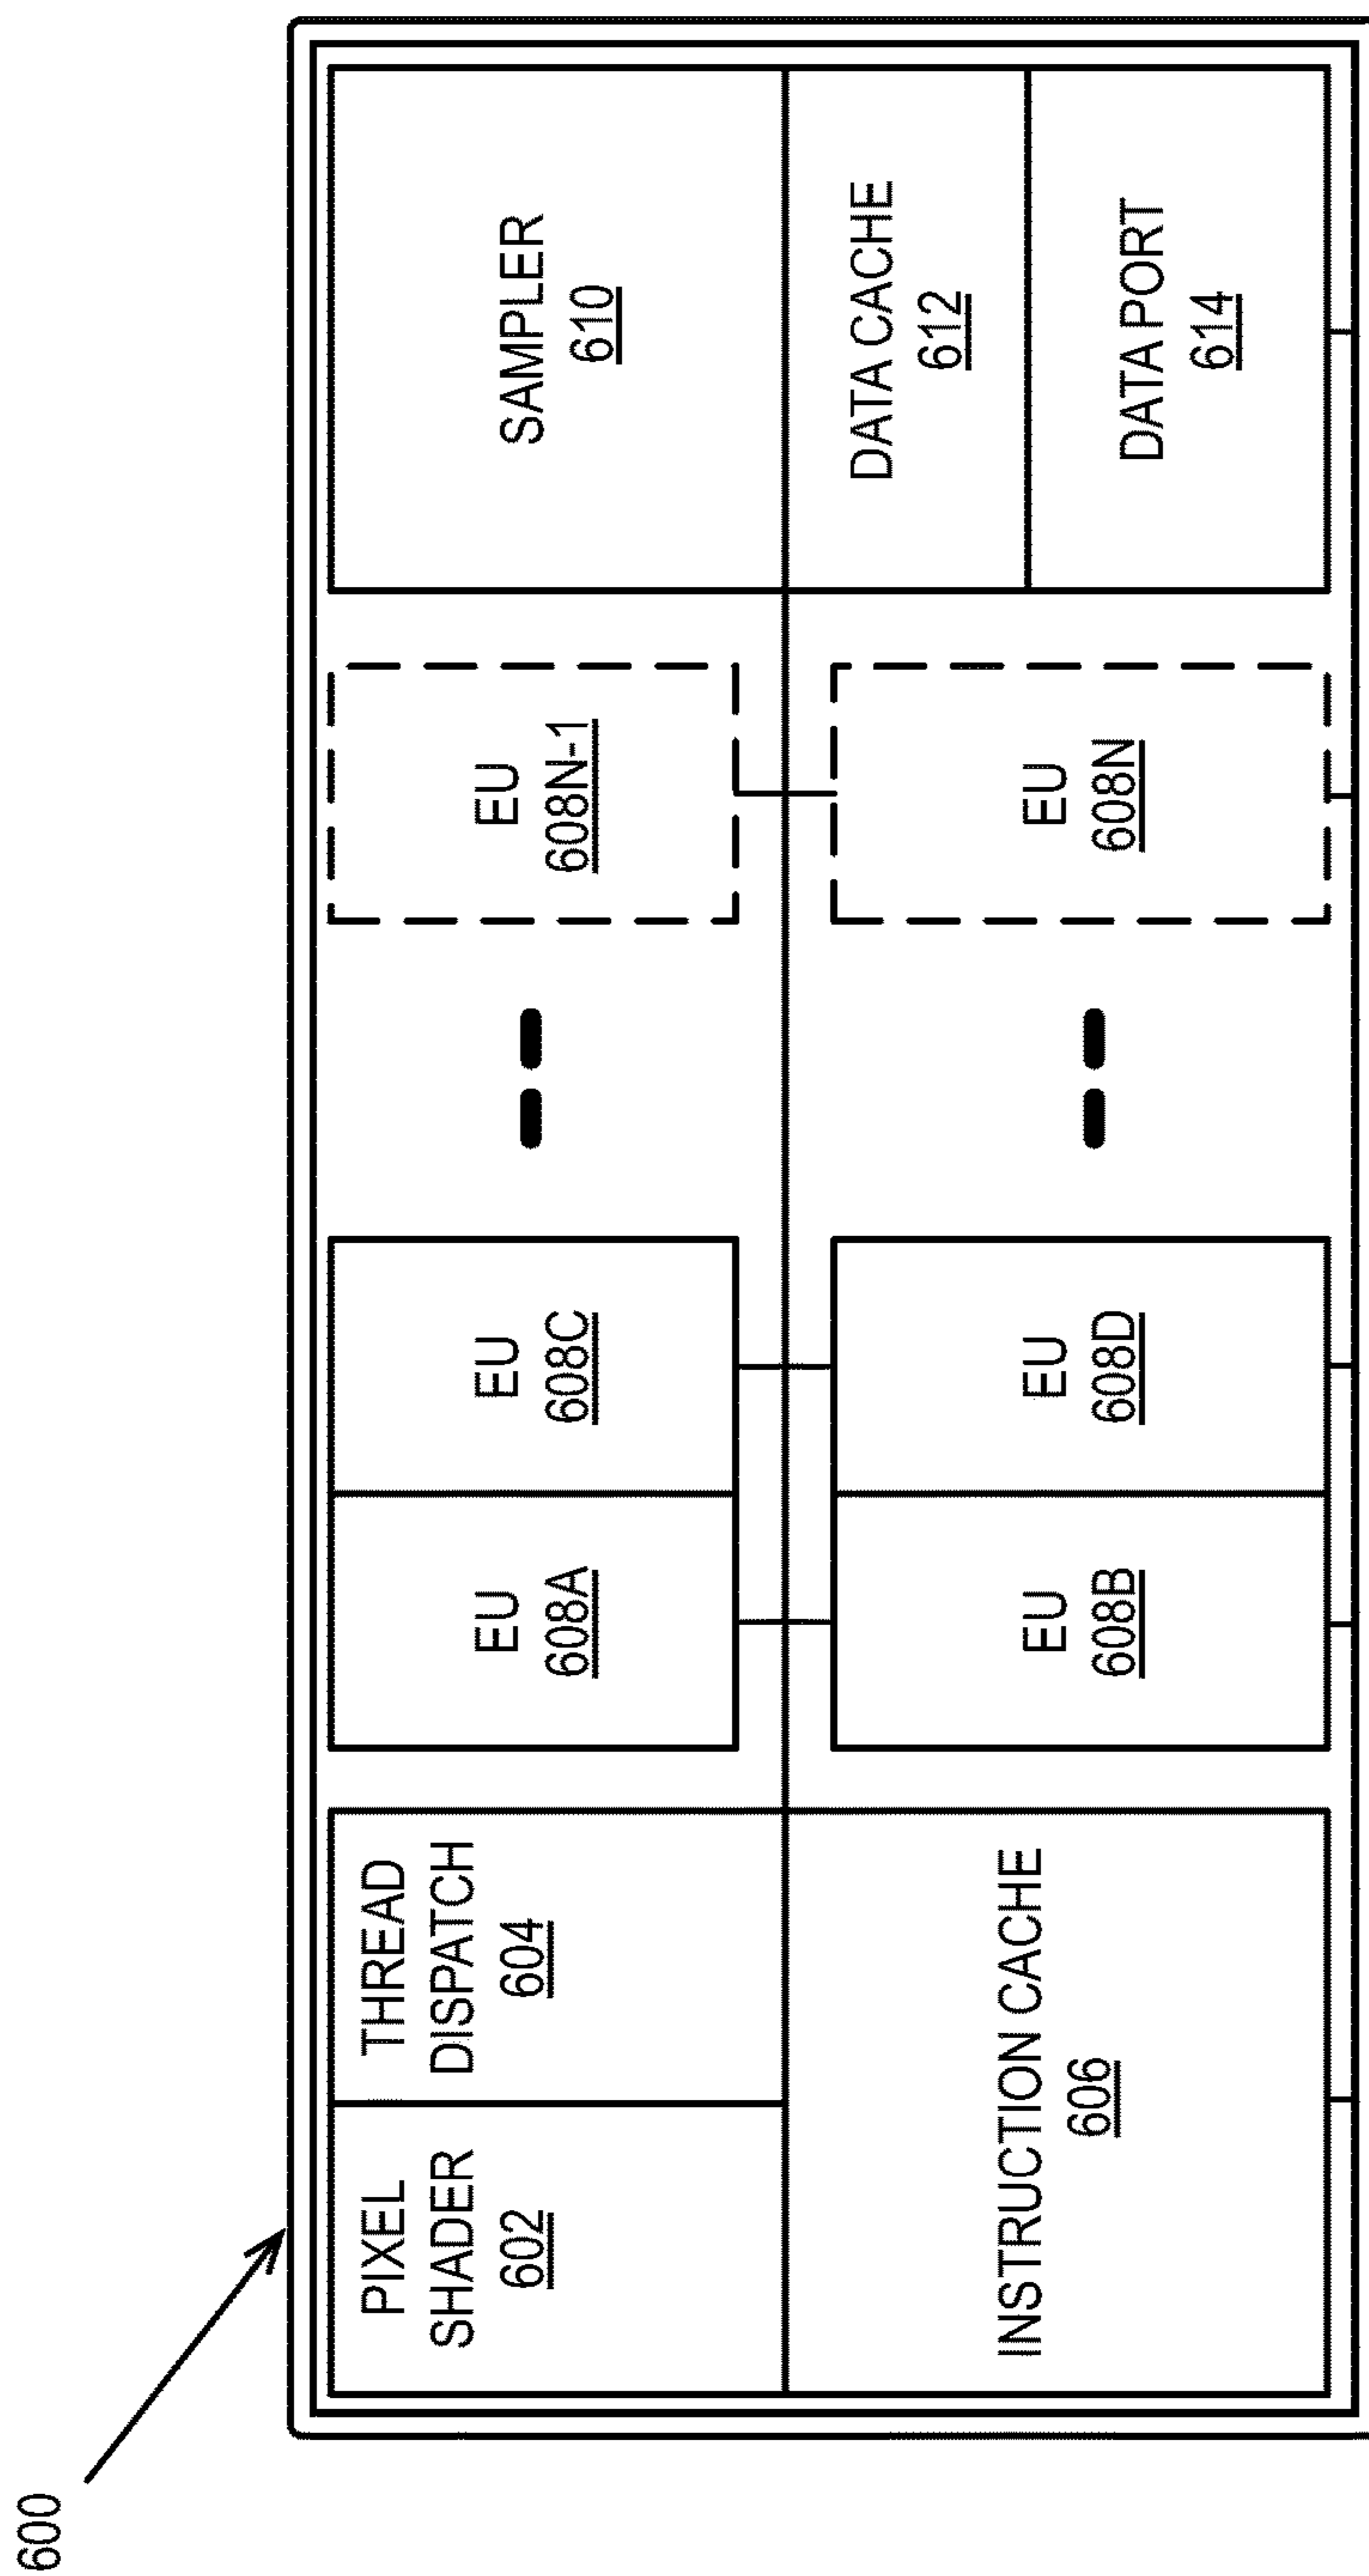 600
PIXEL
SHADER
602
THREAD
DISPATCH
604
EU
608A
EU
608C
EU
608N-1
SAMPLER
610
INSTRUCTION CACHE
606
EU
608B
EU
608D
EU
608N
DATA CACHE
612
DATA PORT
614